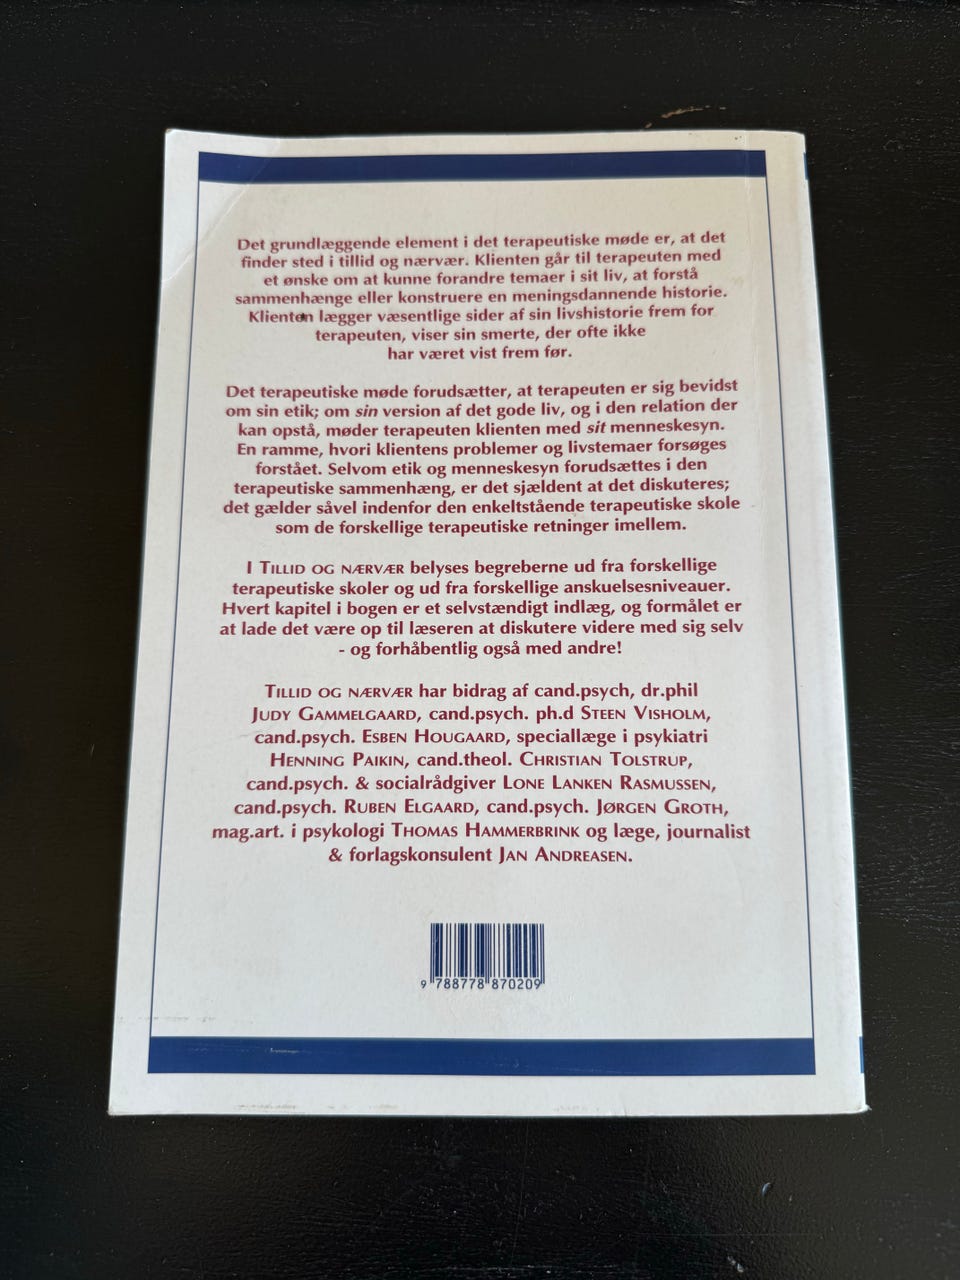 Det grundlæggende element i det terapeutiske møde er, at det
finder sted i tillid og nærvær. Klienten går til terapeuten med
et ønske om at kunne forandre temaer i sit liv, at forstå
sammenhænge eller konstruere en meningsdannende historie.
Klienten lægger væsentlige sider af sin livshistorie frem for
terapeuten, viser sin smerte, der ofte ikke
har været vist frem før.
Det terapeutiske møde forudsætter, at terapeuten er sig bevidst
om sin etik; om sin version af det gode liv, og i den relation der
kan opstå, møder terapeuten klienten med sit menneskesyn.
En ramme, hvori klientens problemer og livstemaer forsøges
forstået. Selvom etik og menneskesyn forudsættes i den
terapeutiske sammenhæng, er det sjældent at det diskuteres;
det gælder såvel indenfor den enkeltstående terapeutiske skole
som de forskellige terapeutiske retninger imellem.
I TILLID OG NÆRVÆR belyses begreberne ud fra forskellige
terapeutiske skoler og ud fra forskellige anskuelsesniveauer.
Hvert kapitel i bogen er et selvstændigt indlæg, og formålet er
at lade det være op til læseren at diskutere videre med sig selv
- og forhåbentlig også med andre!
TILLID OG NÆRVÆR har bidrag af cand.psych, dr.phil
JUDY GAMMELGAARD, cand.psych. ph.d STEEN VISHOLM,
cand.psych. ESBEN HOUGAARD, speciallæge i psykiatri
HENNING PAIKIN, cand.theol. CHRISTIAN TOLSTRUP,
cand.psych. & socialrådgiver LONE LANKEN RASMUSSEN,
cand.psych. RUBEN ELGAARD, cand.psych. JØRGEN GROTH,
mag.art. i psykologi THOMAS HAMMERBRINK og læge, journalist
& forlagskonsulent JAN ANDREASEN.
9 788778 870209